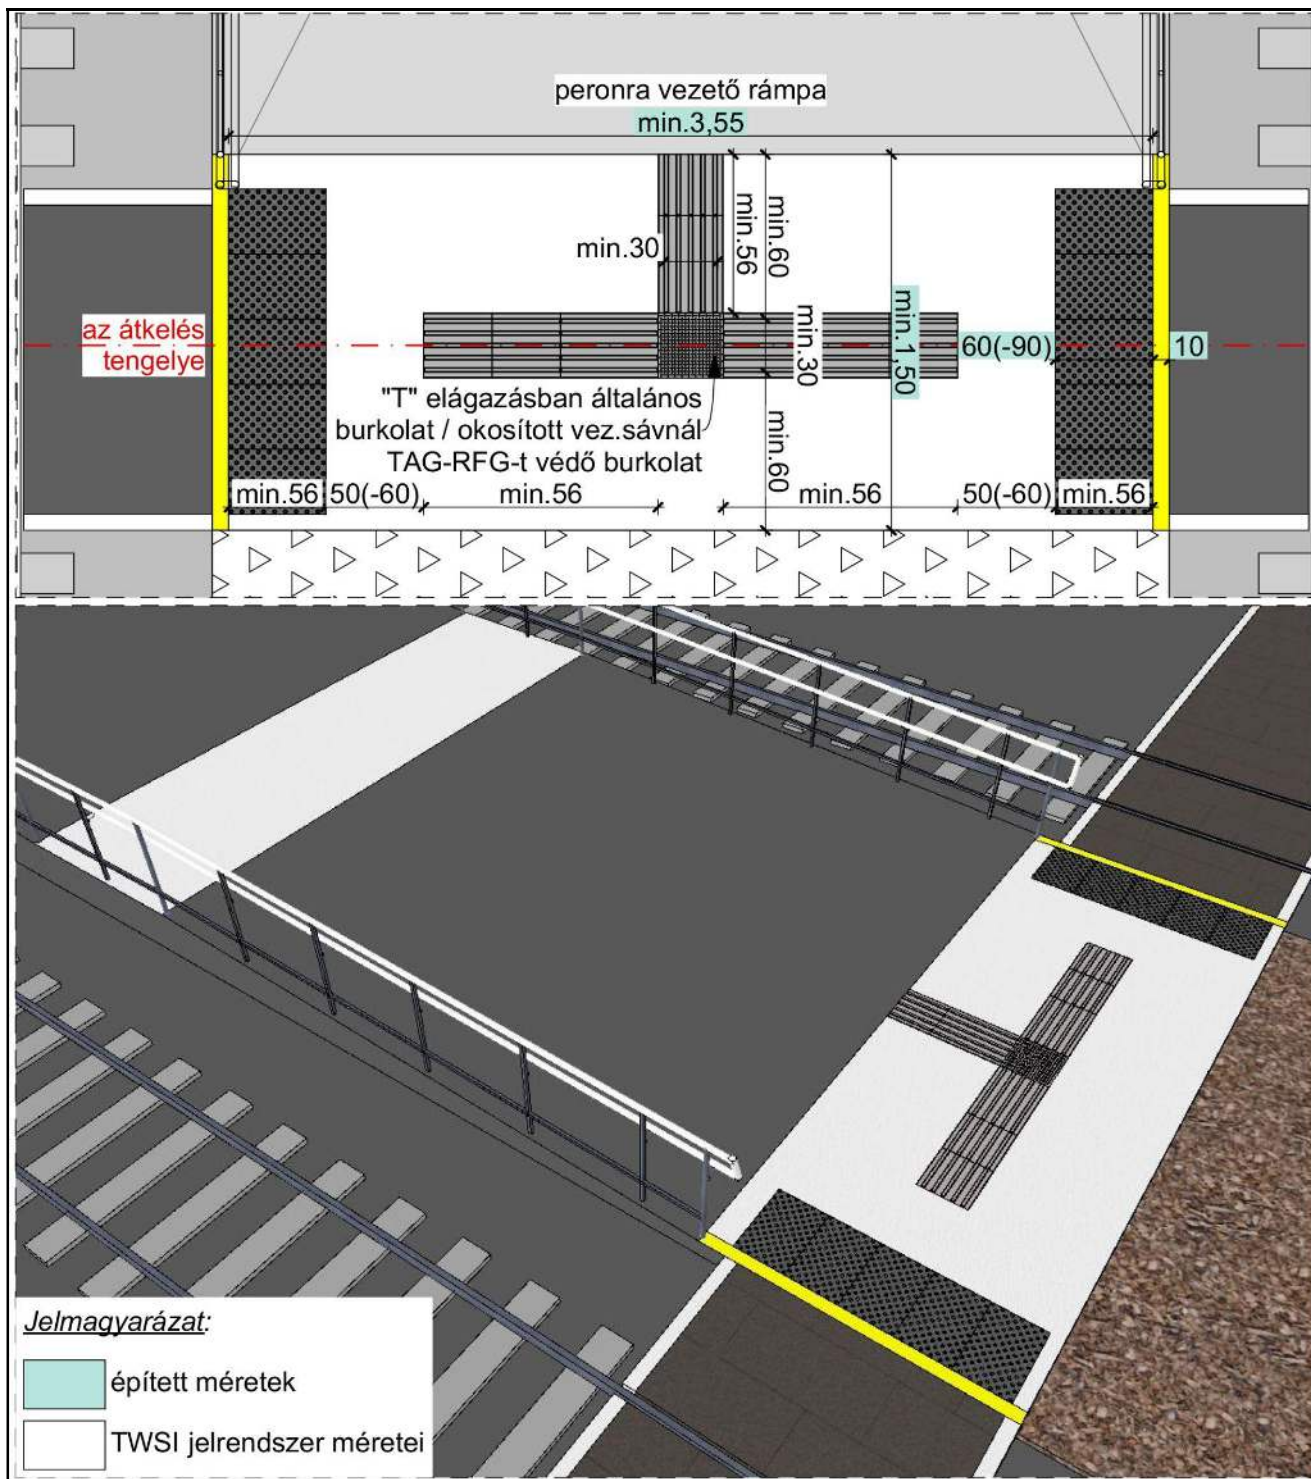 peronra vezető rámpa
min.3,55
min.30
min.56
min.60
az átkelés
tengelye
min.30
min.1,50
60(-90)
10
"T" elágazásban általános
burkolat / okosított vez.sávnál
TAG-RFG-t védő burkolat
min.60
min.56
50(-60)
min.56
min.56
50(-60)
min.56
Jelmagyarázat:
épített méretek
TWSI jelrendszer méretei